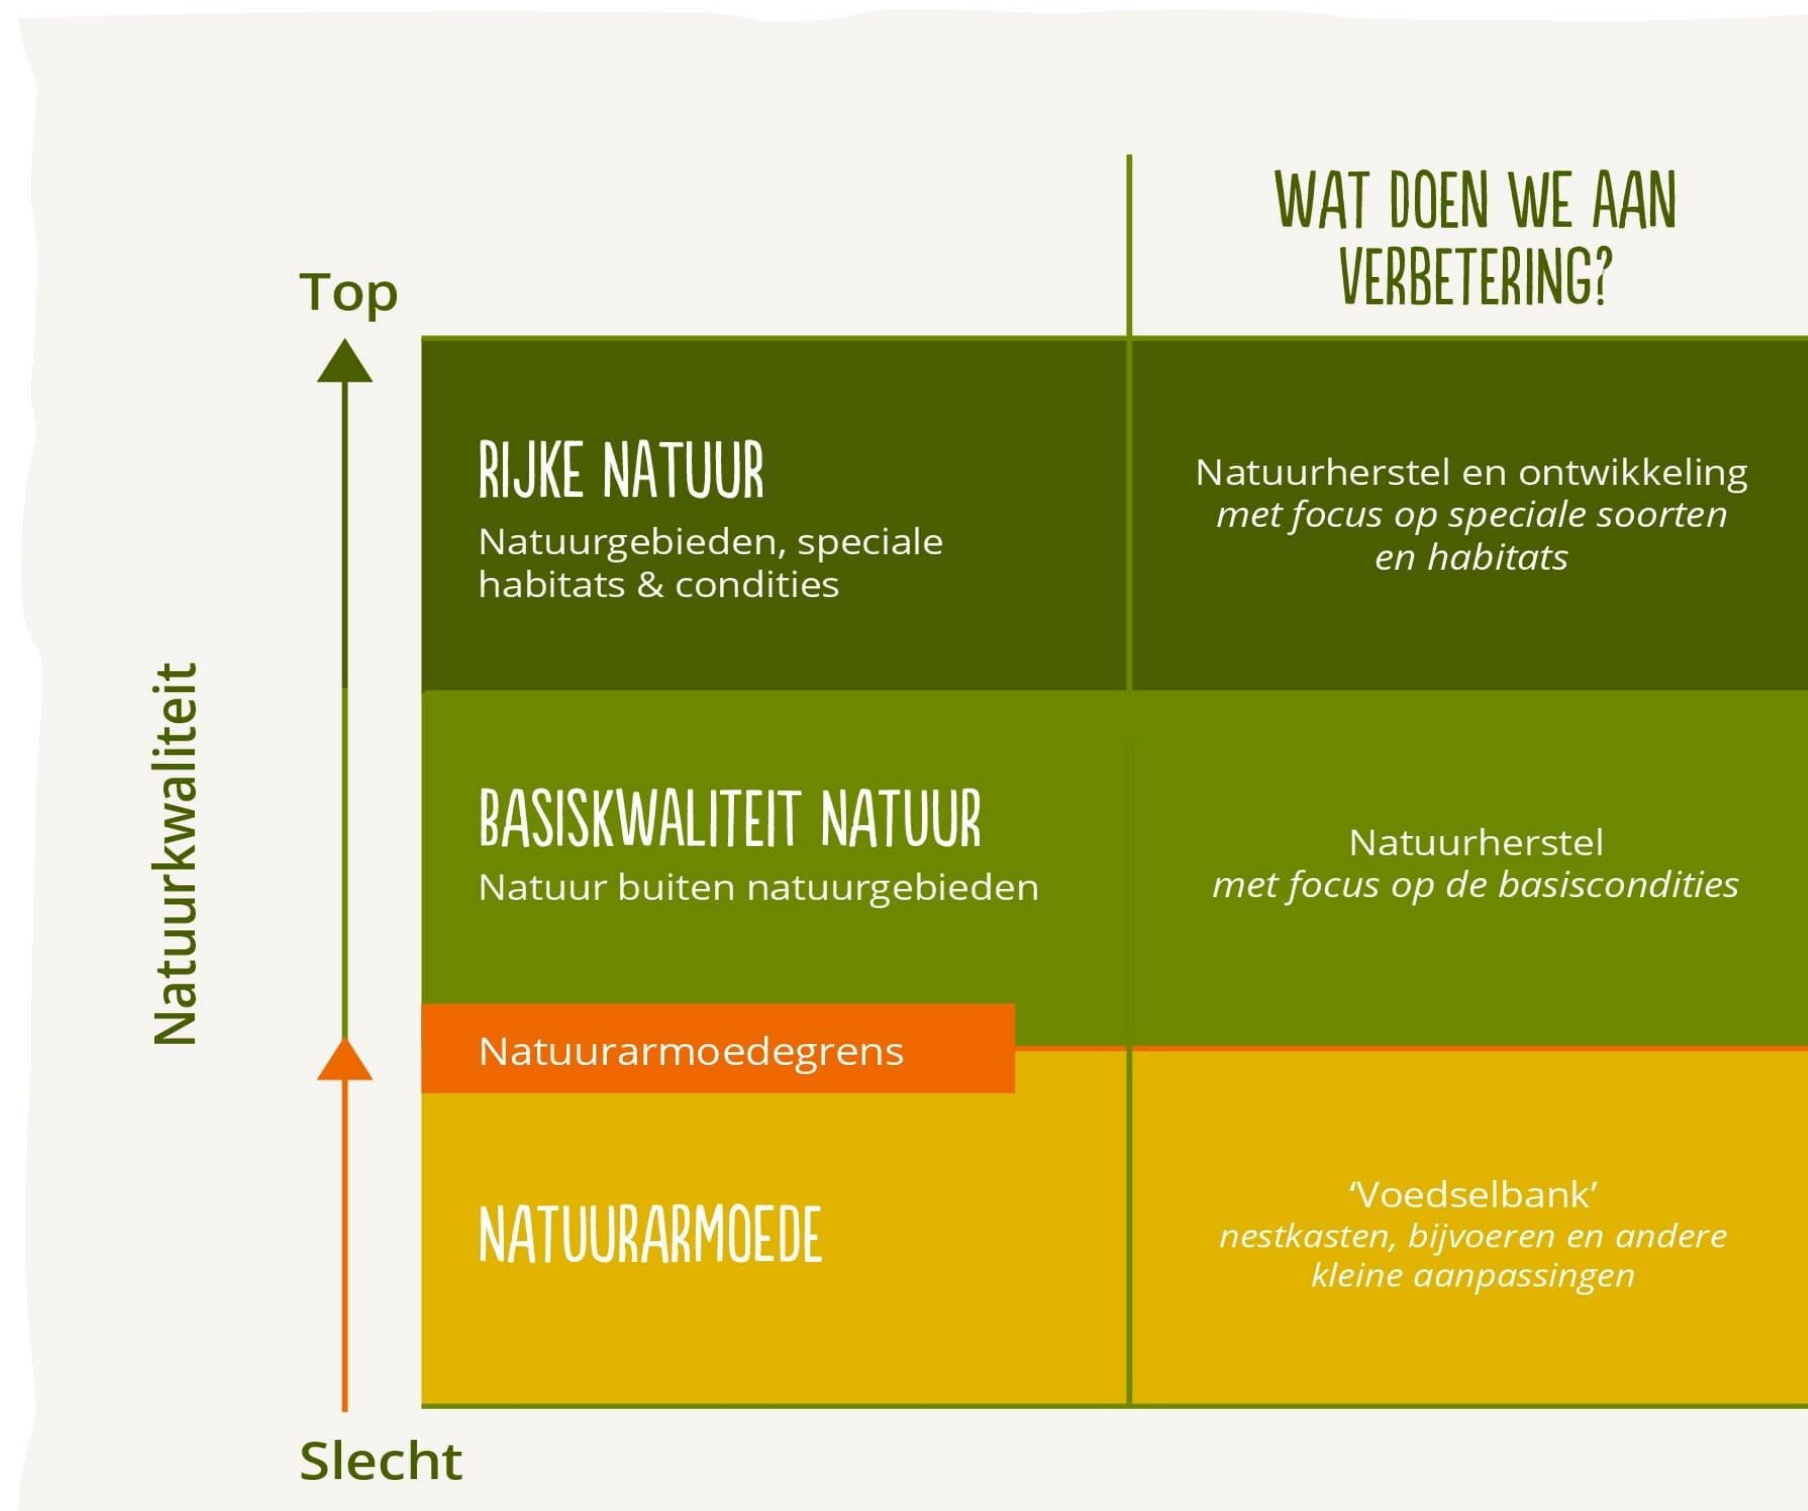 WAT DOEN WE AAN
VERBETERING?
Top
RIJKE NATUUR
Natuurgebieden, speciale
habitats & condities
Natuurherstel en ontwikkeling
met focus op speciale soorten
en habitats
Natuurkwaliteit
BASISKWALITEIT NATUUR
Natuur buiten natuurgebieden
Natuurherstel
met focus op de basiscondities
Natuurarmoedegrens
NATUURARMOEDE
‘Voedselbank’
nestkasten, bijvoeren en andere
kleine aanpassingen
Slecht